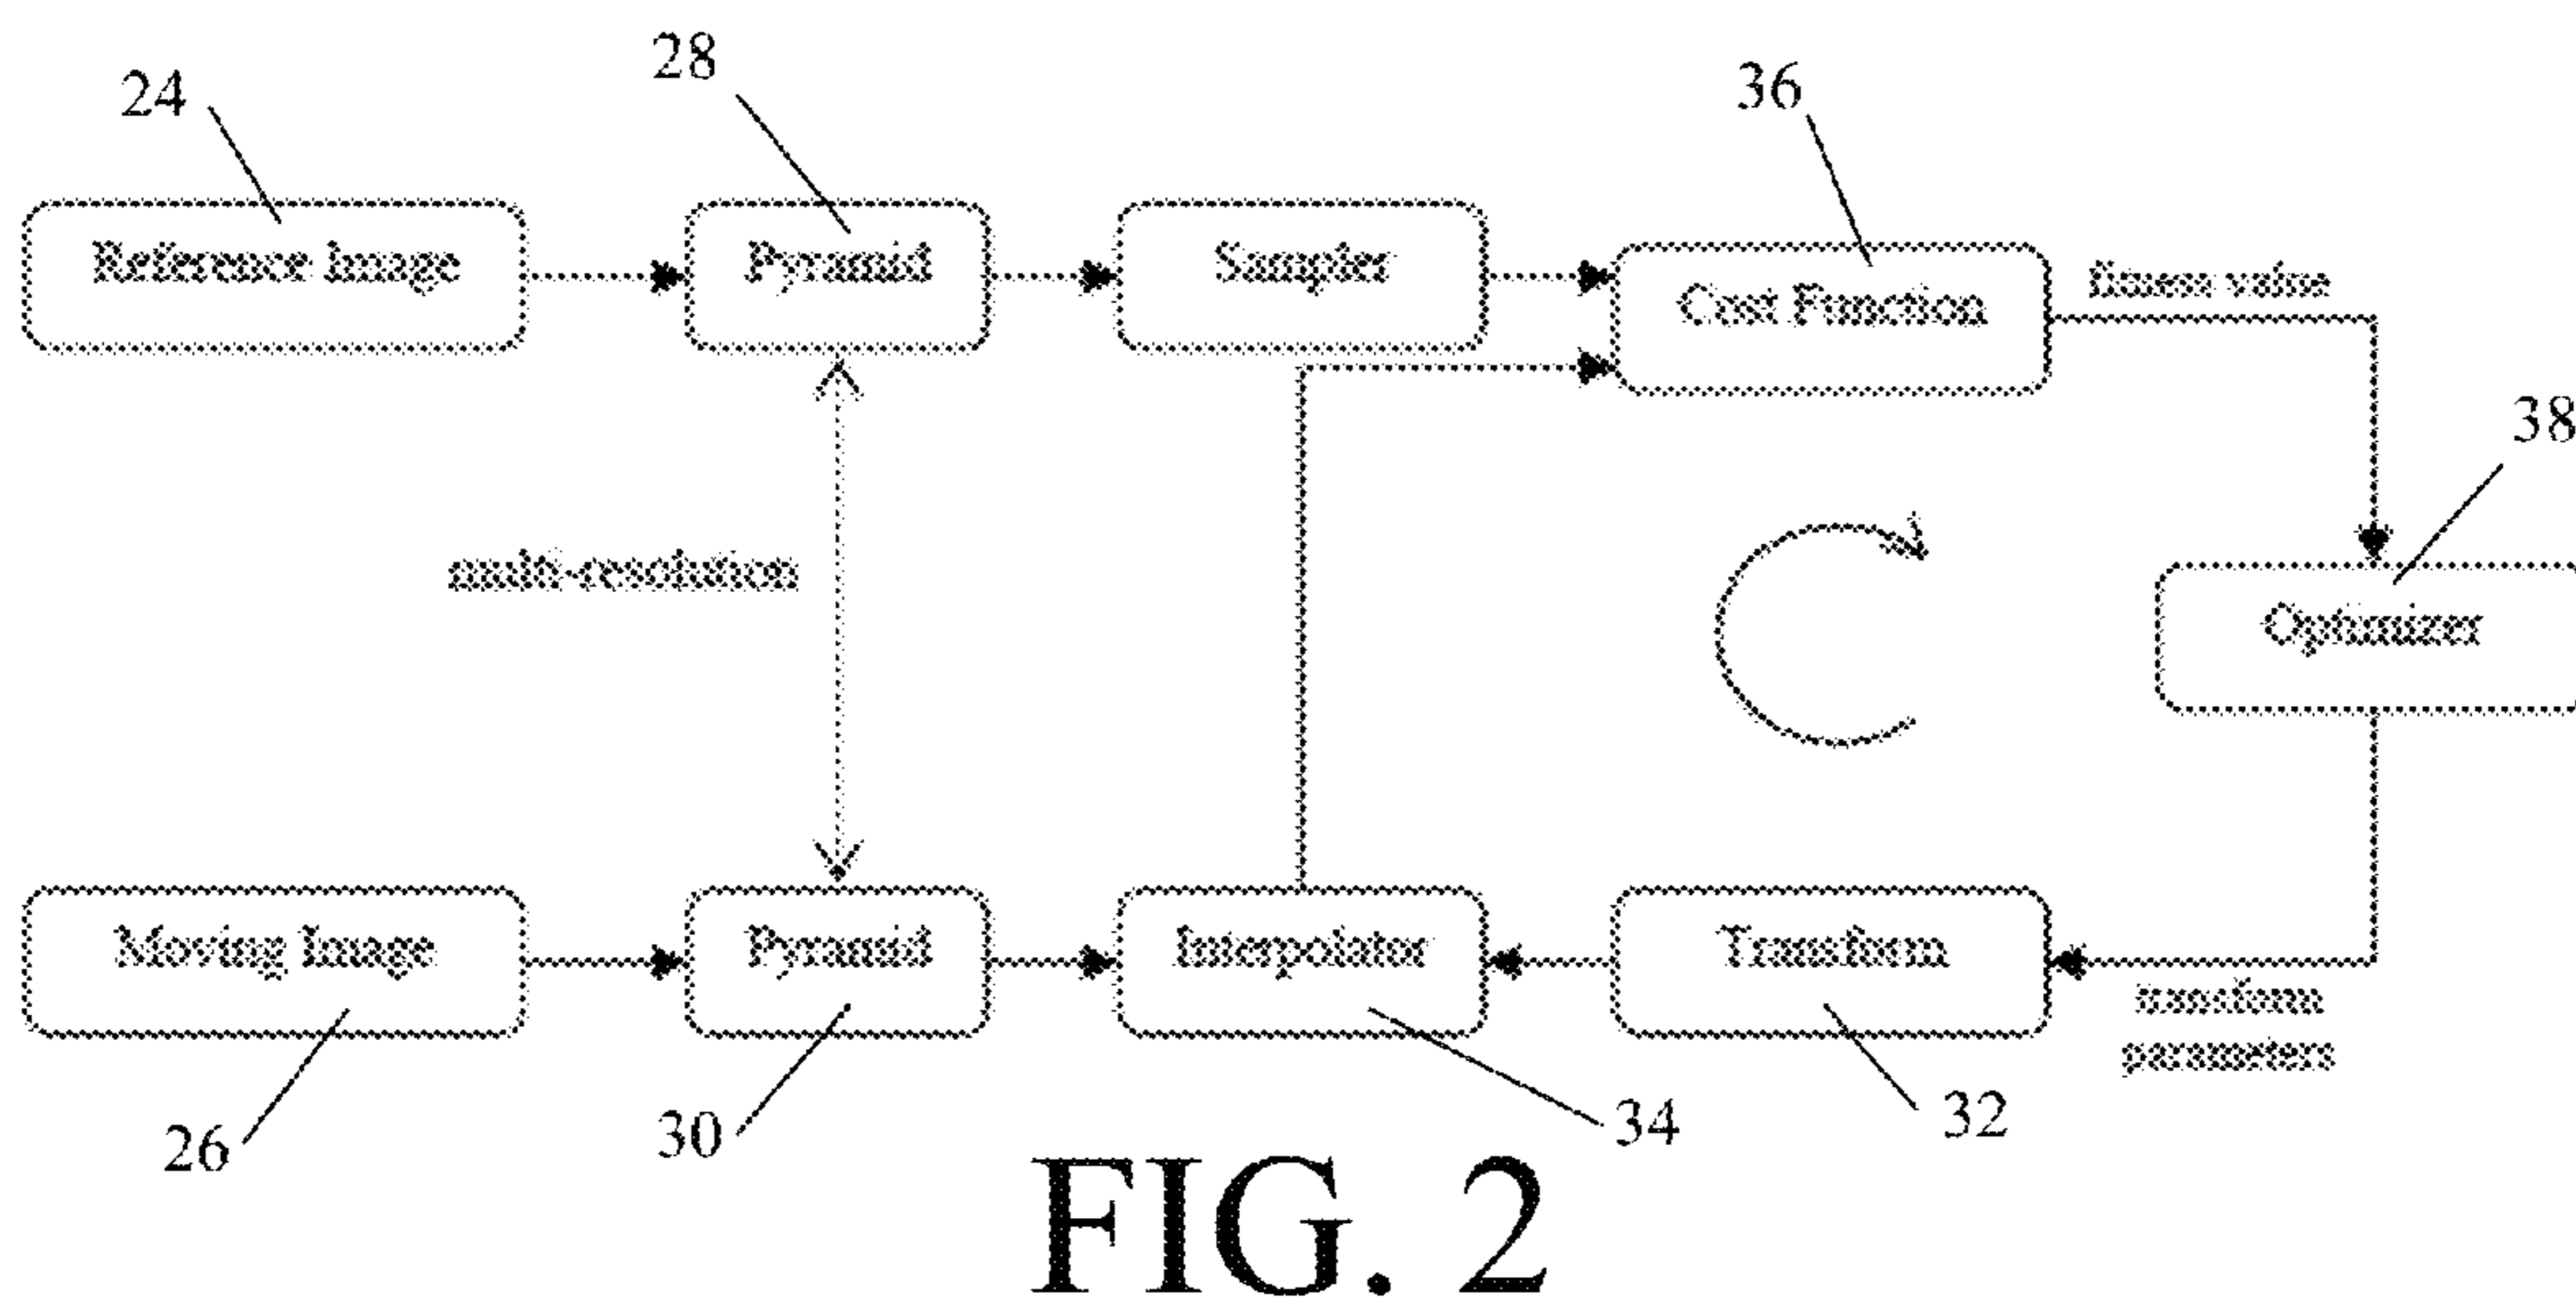 24
28
36
Reference Image
Pyramid
Sampler
Cost Function
fitness value
38
multi-resolution
Optimizer
Moving Image
Pyramid
Interpolator
Transform
transform
parameters
26
30
34
32
FIG. 2